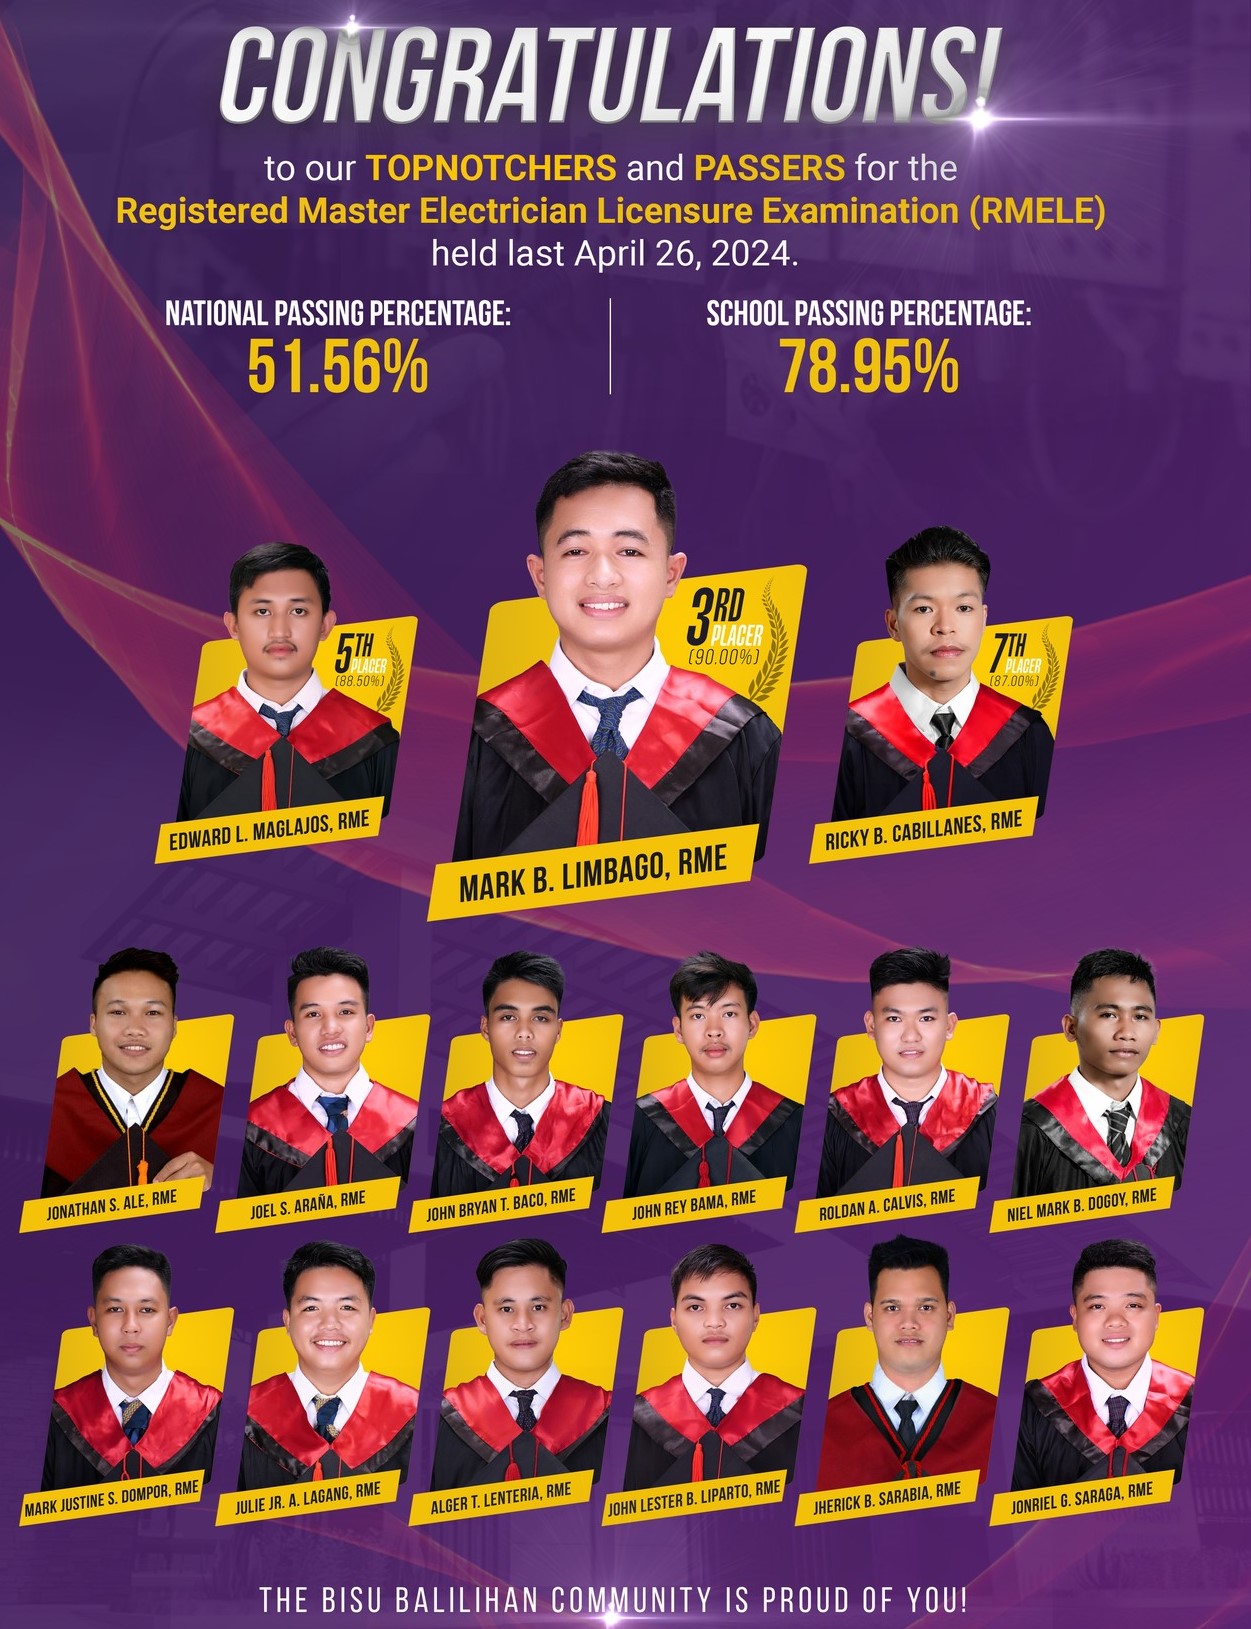 CONGRATULATIONS!
to our TOPNOTCHERS and PASSERS for the
Registered Master Electrician Licensure Examination (RMELE)
held last April 26, 2024.
NATIONAL PASSING PERCENTAGE:
51.56%
SCHOOL PASSING PERCENTAGE:
78.95%
5TH
PLACER
(88.50%)
EDWARD L. MAGLAJOS, RME
3RD
PLACER
(90.00%)
MARK B. LIMBAGO, RME
7TH
PLACER
(87.00%)
RICKY B. CABILLANES, RME
JONATHAN S. ALE, RME
JOEL S. ARAÑA, RME
JOHN BRYAN T. BACO, RME
JOHN REY BAMA, RME
ROLDAN A. CALVIS, RME
NIEL MARK B. DOGOY, RME
MARK JUSTINE S. DOMPOR, RME
JULIE JR. A. LAGANG, RME
ALGER T. LENTERIA, RME
JOHN LESTER B. LIPARTO, RME
JHERICK B. SARABIA, RME
JONRIEL G. SARAGA, RME
THE BISU BALILIHAN COMMUNITY IS PROUD OF YOU!